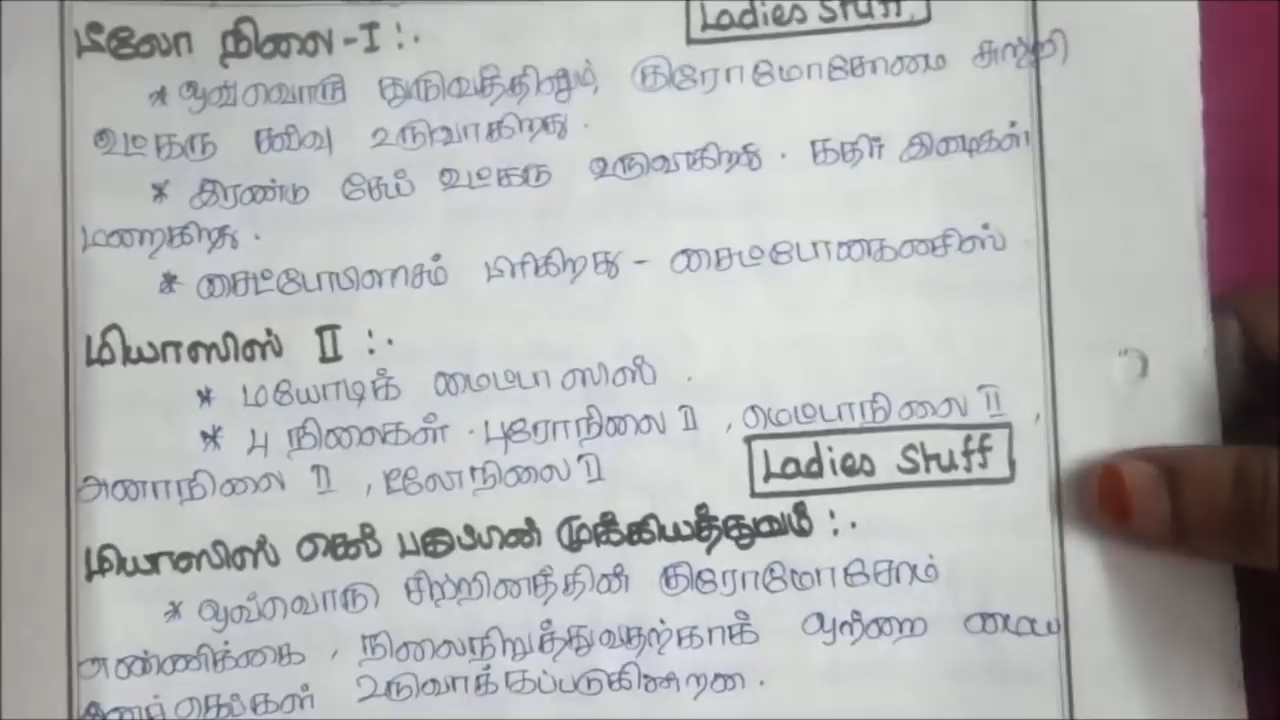 Ladies Stuff
டீலோ நிலை-I :.
* ஒவ்வொரு துருவத்திலும் குரோமோசோமை சுற்றி
உட்கரு சவ்வு உருவாகிறது.
* இரண்டு சேய் உட்கரு உருவாகிறது. கதிர் இழைகள்
மறைகிறது.
* சைட்டோபிளாசம் பிரிகிறது - சைட்டோகைனசிஸ்
மியாஸிஸ் II :.
* மயோடிக் மைட்டாஸிஸ்.
* 4 நிலைகள். புரோநிலை II, மெட்டாநிலை II,
அனாநிலை II, டீலோநிலை II
Ladies Stuff
மியாஸிஸ் செல் பகுப்பின் முக்கியத்துவம் :.
* ஒவ்வொரு சிற்றினத்தின் குரோமோசோம்
எண்ணிக்கை, நிலைநிறுத்துவதற்காக ஒற்றை மைய
இனச்செல்கள் உருவாக்கப்படுகின்றன.